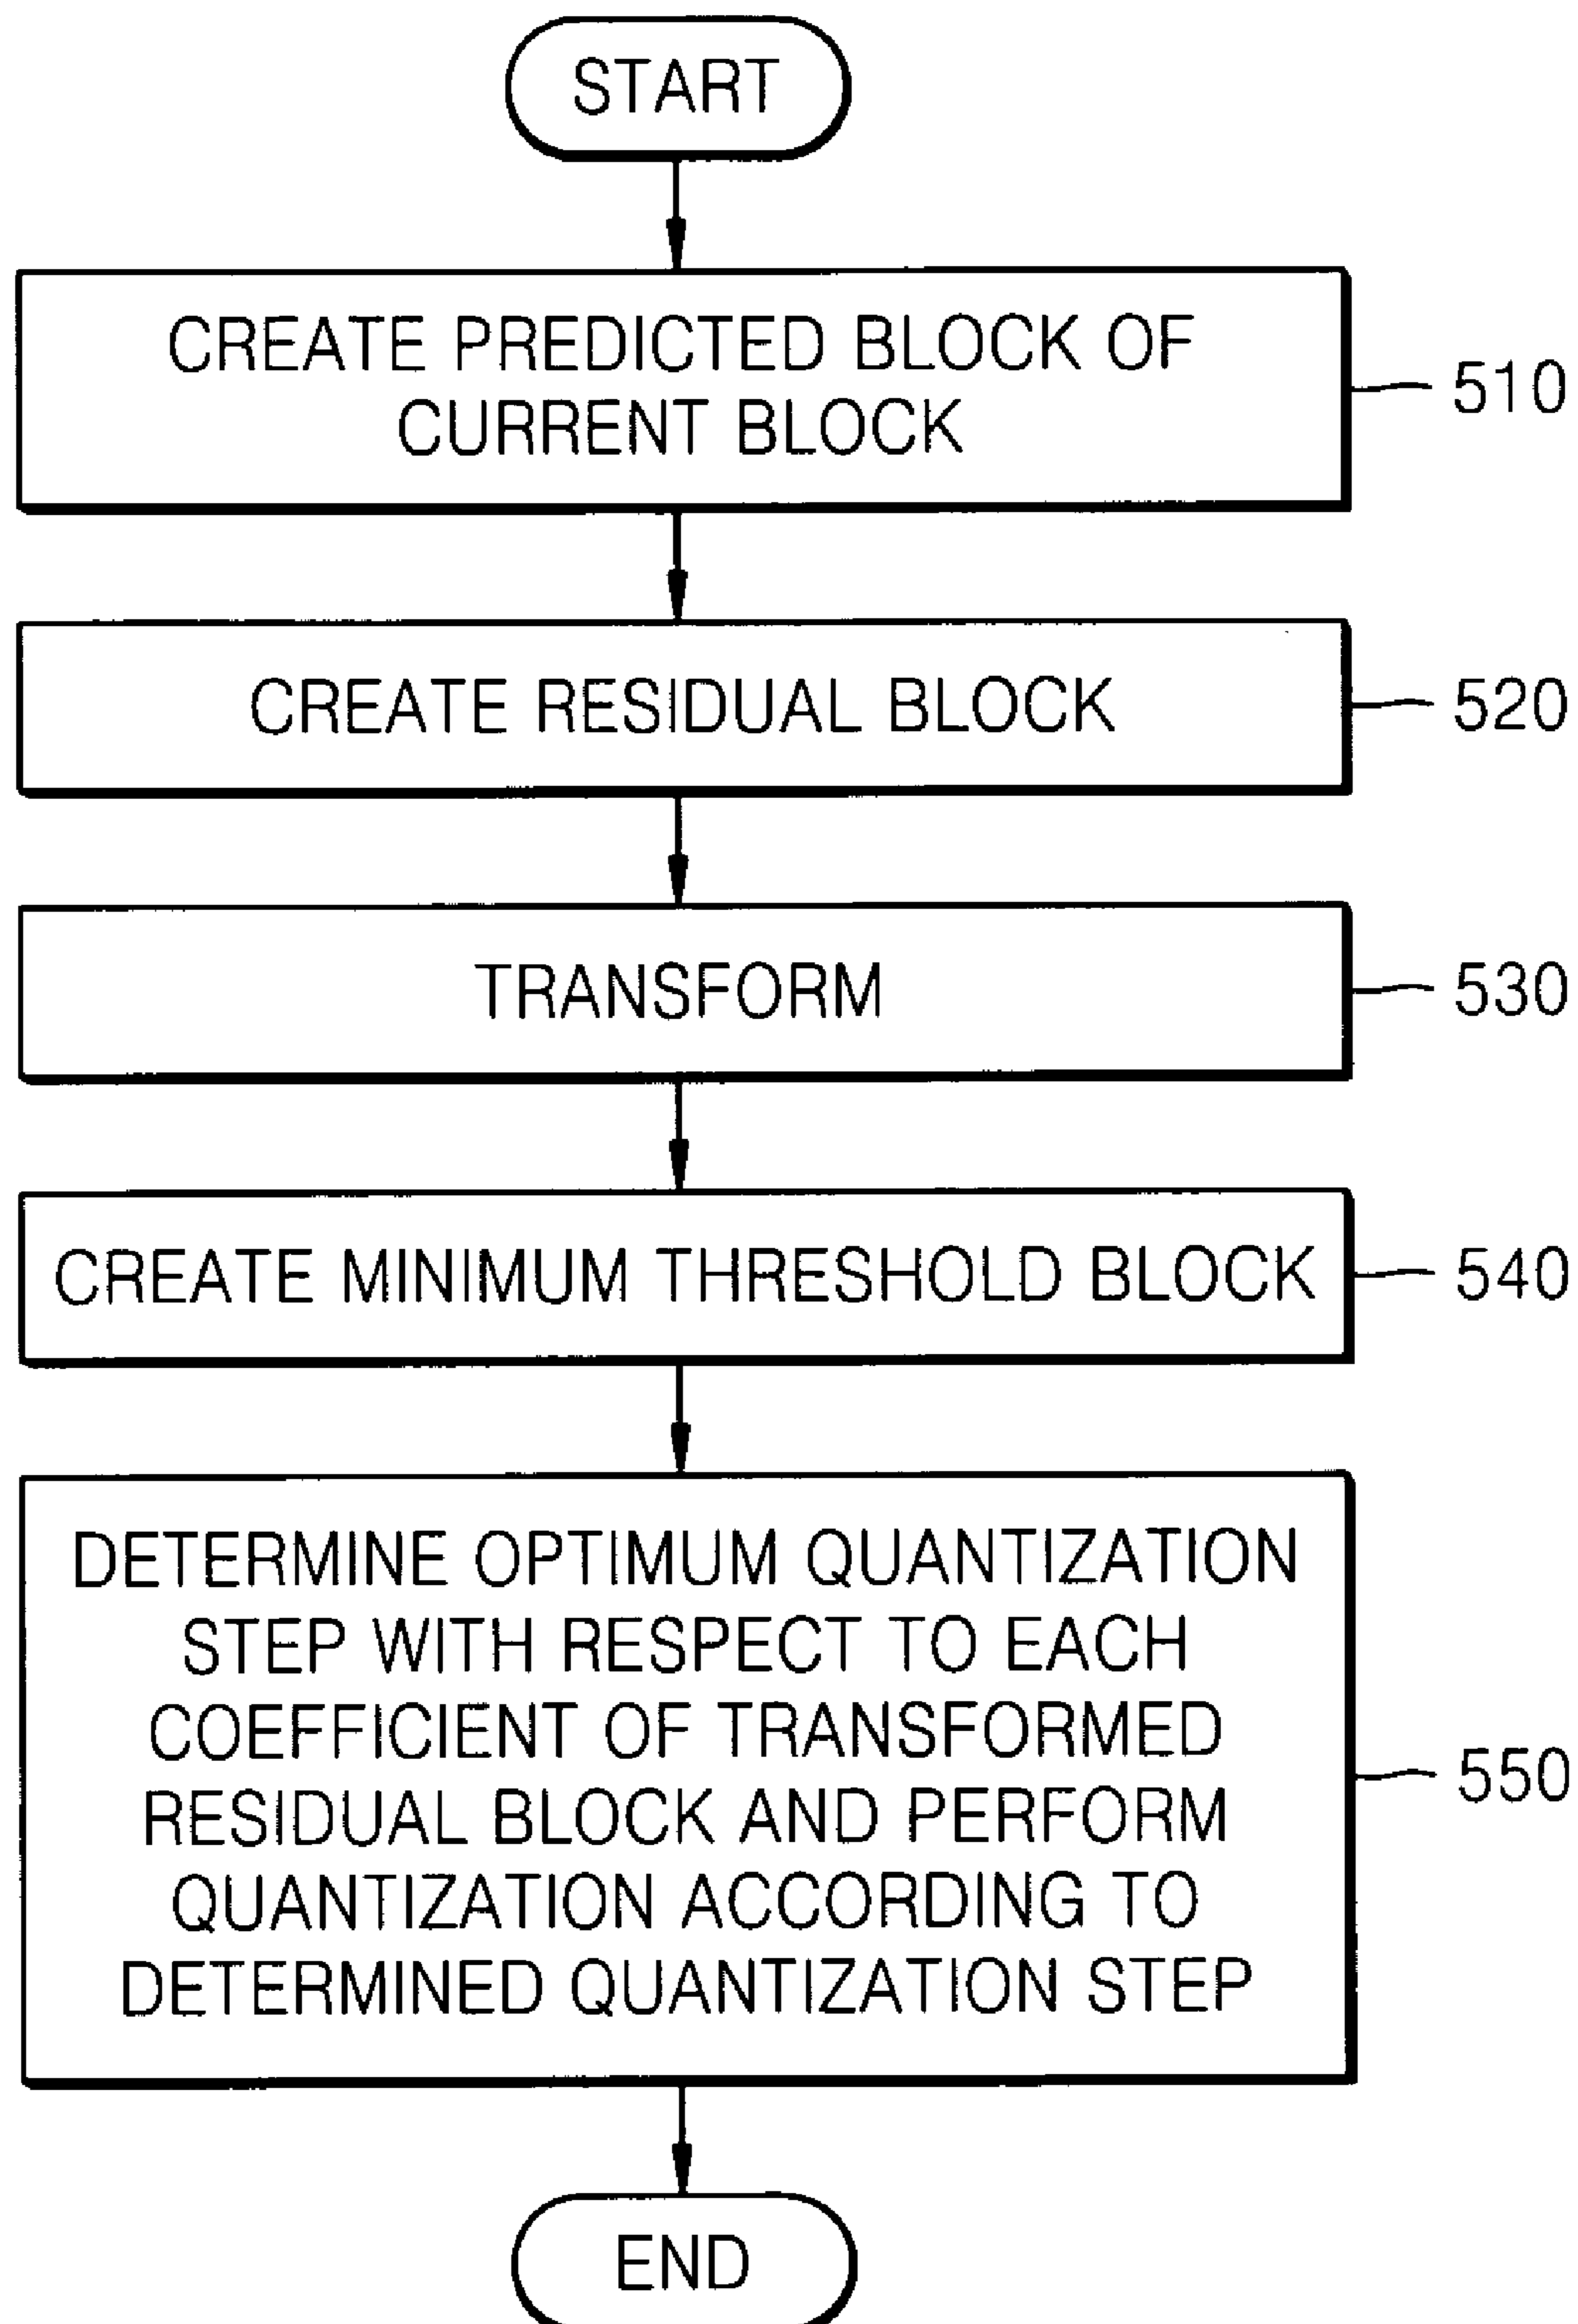 START
CREATE PREDICTED BLOCK OF
CURRENT BLOCK
510
CREATE RESIDUAL BLOCK
520
TRANSFORM
530
CREATE MINIMUM THRESHOLD BLOCK
540
DETERMINE OPTIMUM QUANTIZATION
STEP WITH RESPECT TO EACH
COEFFICIENT OF TRANSFORMED
RESIDUAL BLOCK AND PERFORM
QUANTIZATION ACCORDING TO
DETERMINED QUANTIZATION STEP
550
END